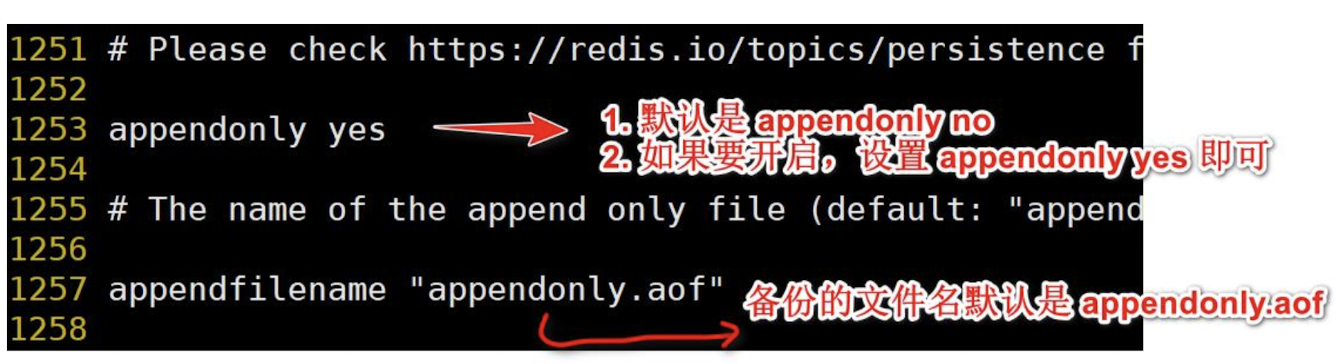 1251 # Please check https://redis.io/topics/persistence f
1252
1253 appendonly yes
1. 默认是 appendonly no
2. 如果要开启，设置 appendonly yes 即可
1254
1255 # The name of the append only file (default: "append
1256
1257 appendfilename "appendonly.aof"
备份的文件名默认是 appendonly.aof
1258